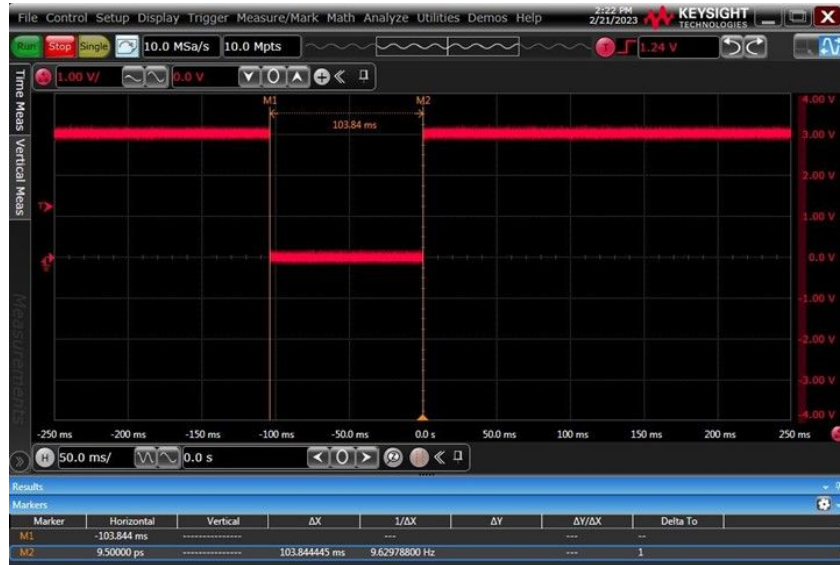 File Control Setup Display Trigger Measure/Mark Math Analyze Utilities Demos Help
2:22 PM
2/21/2023
KEYSIGHT
TECHNOLOGIES
Run Stop Single 10.0 MSa/s 10.0 Mpts T 1.24 V
1.00 V/ 0.0 V
Time Meas
Vertical Meas
Measurements
M1 M2
103.84 ms
T
4.00 V
3.00 V
2.00 V
1.00 V
0.0 V
-1.00 V
-3.00 V
-4.00 V
-250 ms -200 ms -150 ms -100 ms -50.0 ms 0.0 s 50.0 ms 100 ms 150 ms 200 ms 250 ms
H 50.0 ms/ 0.0 s
Results
Markers
Marker Horizontal Vertical ΔX 1/ΔX ΔY ΔY/ΔX Delta To
M1 -103.844 ms --------------- --- --- --
M2 9.50000 ps --------------- 103.844445 ms 9.62978800 Hz --- 1